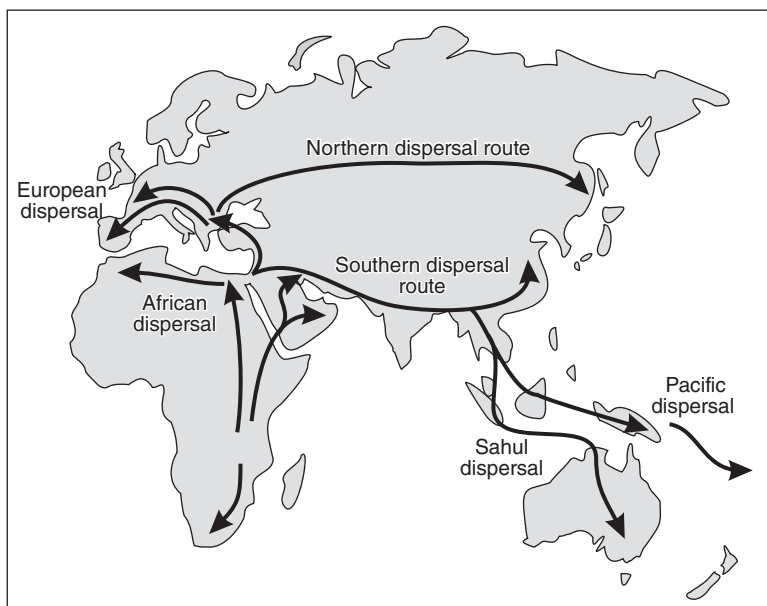 Northern dispersal route
European
dispersal
Southern dispersal
route
African
dispersal
Pacific
dispersal
Sahul
dispersal